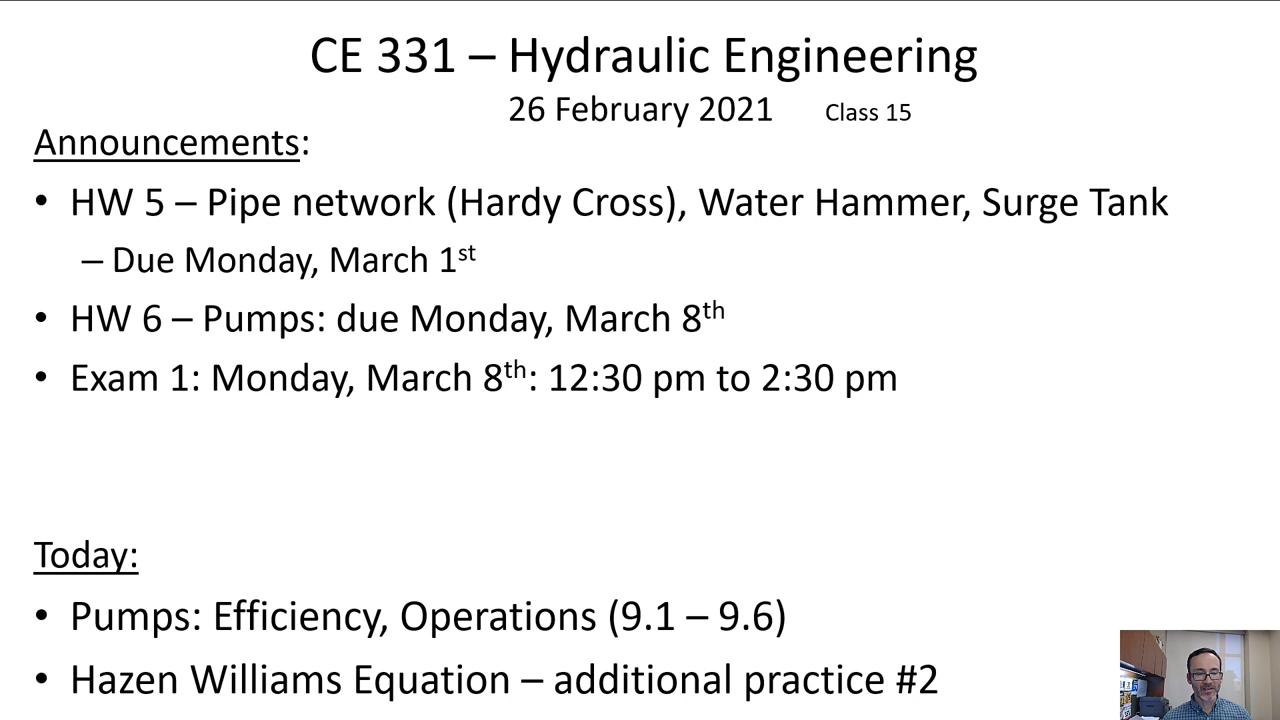 CE 331 – Hydraulic Engineering
26 February 2021 Class 15
Announcements:
• HW 5 – Pipe network (Hardy Cross), Water Hammer, Surge Tank
– Due Monday, March 1st
• HW 6 – Pumps: due Monday, March 8th
• Exam 1: Monday, March 8th: 12:30 pm to 2:30 pm
Today:
• Pumps: Efficiency, Operations (9.1 – 9.6)
• Hazen Williams Equation – additional practice #2